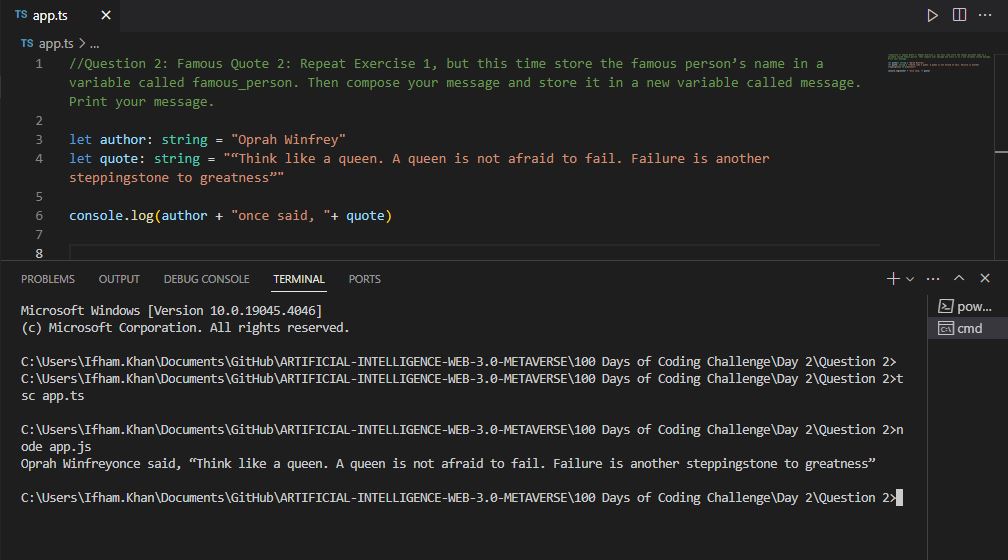 TS app.ts
TS app.ts > ...
1 //Question 2: Famous Quote 2: Repeat Exercise 1, but this time store the famous person’s name in a
variable called famous_person. Then compose your message and store it in a new variable called message.
Print your message.
2
3 let author: string = "Oprah Winfrey"
4 let quote: string = "“Think like a queen. A queen is not afraid to fail. Failure is another
steppingstone to greatness”"
5
6 console.log(author + "once said, "+ quote)
7
8
PROBLEMS OUTPUT DEBUG CONSOLE TERMINAL PORTS
Microsoft Windows [Version 10.0.19045.4046]
(c) Microsoft Corporation. All rights reserved.
C:\Users\Ifham.Khan\Documents\GitHub\ARTIFICIAL-INTELLIGENCE-WEB-3.0-METAVERSE\100 Days of Coding Challenge\Day 2\Question 2>
C:\Users\Ifham.Khan\Documents\GitHub\ARTIFICIAL-INTELLIGENCE-WEB-3.0-METAVERSE\100 Days of Coding Challenge\Day 2\Question 2>t
sc app.ts
C:\Users\Ifham.Khan\Documents\GitHub\ARTIFICIAL-INTELLIGENCE-WEB-3.0-METAVERSE\100 Days of Coding Challenge\Day 2\Question 2>n
ode app.js
Oprah Winfreyonce said, “Think like a queen. A queen is not afraid to fail. Failure is another steppingstone to greatness”
C:\Users\Ifham.Khan\Documents\GitHub\ARTIFICIAL-INTELLIGENCE-WEB-3.0-METAVERSE\100 Days of Coding Challenge\Day 2\Question 2>
pow...
cmd